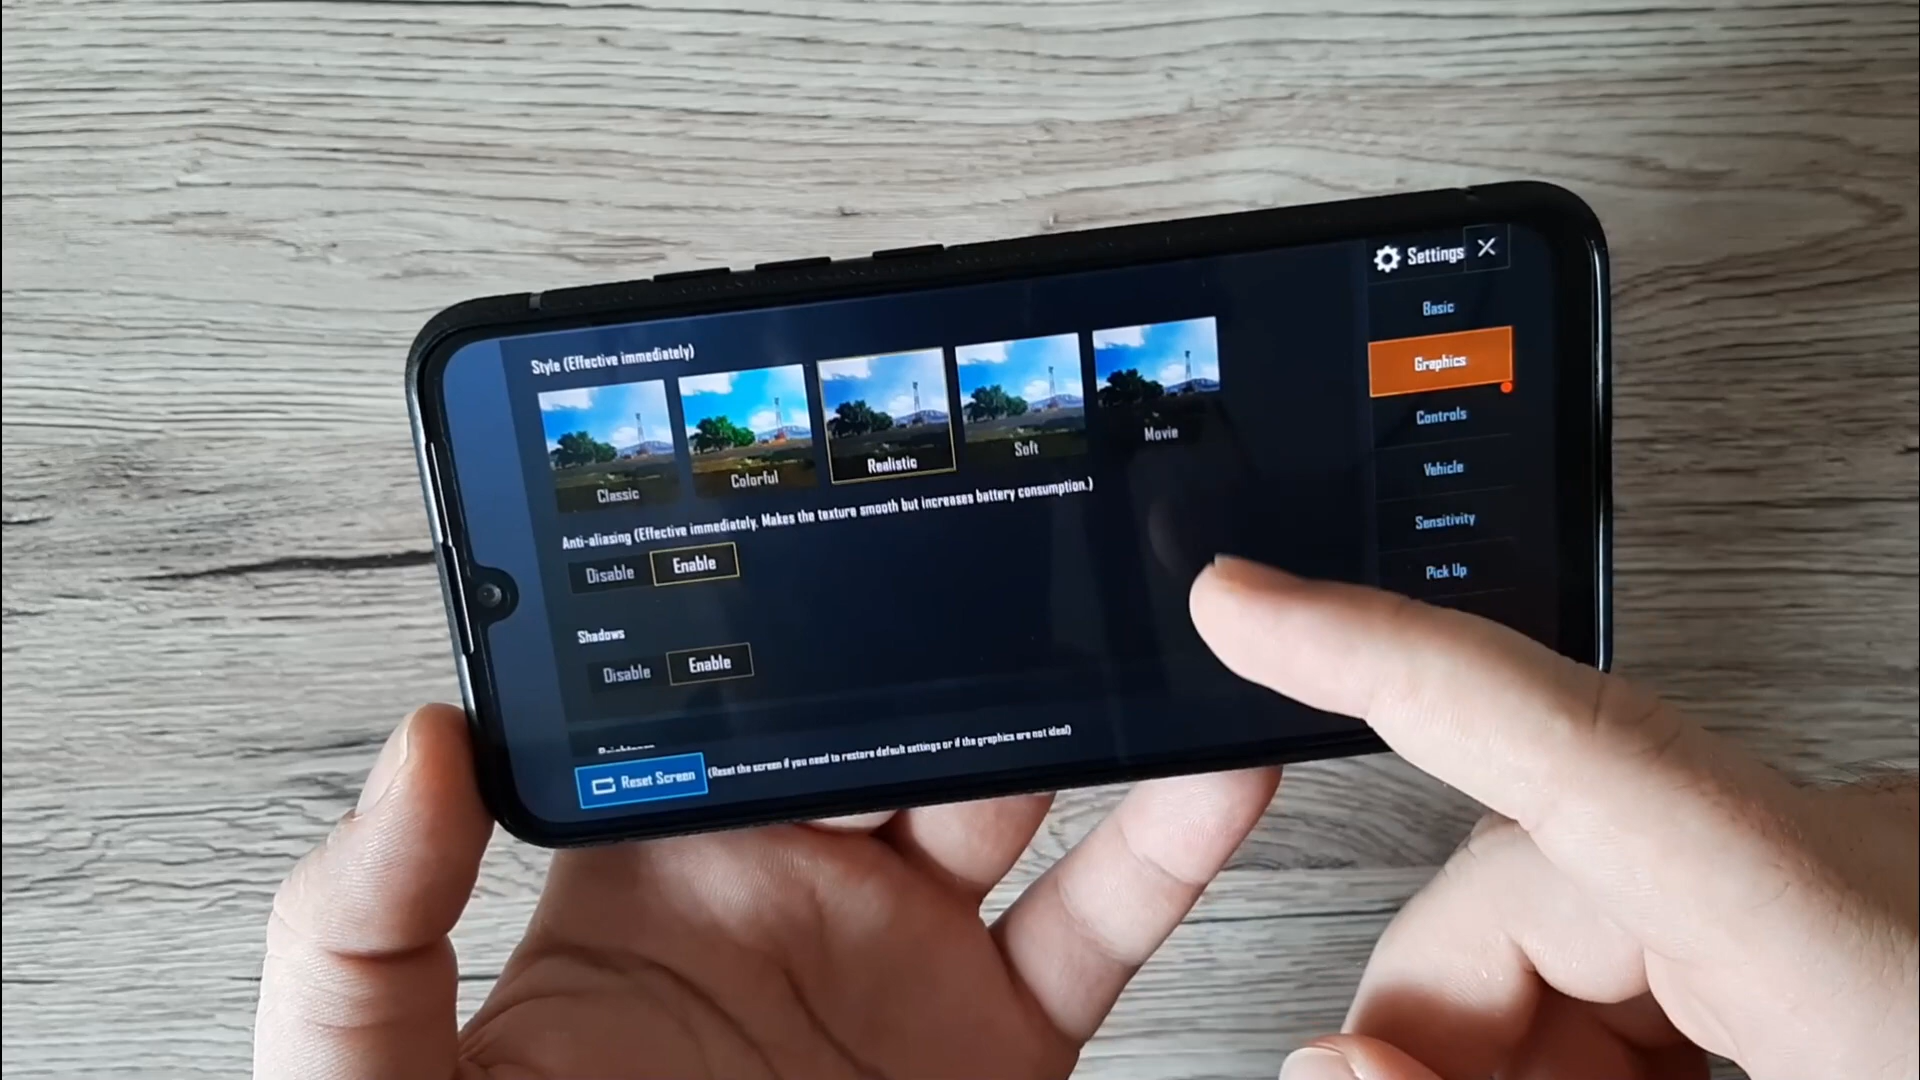 Settings
Basic
Graphics
Controls
Vehicle
Sensitivity
Pick Up
Style (Effective immediately)
Classic
Colorful
Realistic
Soft
Movie
Anti-aliasing (Effective immediately. Makes the texture smooth but increases battery consumption.)
Disable Enable
Shadows
Disable Enable
Reset Screen (Reset the screen if you need to restore default settings or if the graphics are not ideal)